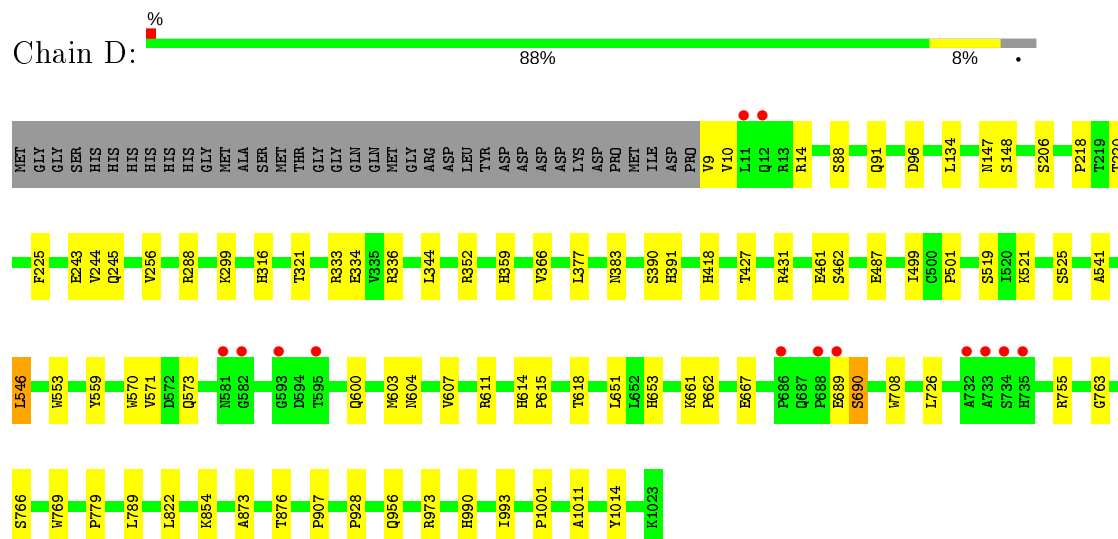 %
Chain D:
88% 8% •
MET GLY GLY SER HIS HIS HIS HIS HIS HIS GLY MET ALA SER MET THR GLY GLY GLN GLN MET GLY ARG ASP LEU TYR ASP ASP ASP ASP LYS ASP PRO MET ILE ASP PRO V9 V10 L11 Q12 R13 R14 S88 Q91 D96 L134 N147 S148 S206 P218 T219 T220
F225 E243 V244 Q245 V256 R288 K299 H316 T321 R333 E334 V335 R336 L344 R352 H359 V366 L377 N383 S390 H391 H418 T427 R431 E461 S462 E487 I499 C500 P501 S519 I520 K521 S525 A541
L546 W553 Y559 W570 V571 D572 Q573 N581 G582 G593 D594 T595 Q600 M603 N604 V607 R611 H614 P615 T618 L651 L652 H653 K661 P662 E667 P686 Q687 P688 E689 S690 W708 L726 A732 A733 S734 H735 R755 G763
S766 W769 P779 L789 L822 K854 A873 T876 P907 P928 Q956 R973 H990 I993 P1001 A1011 Y1014 K1023